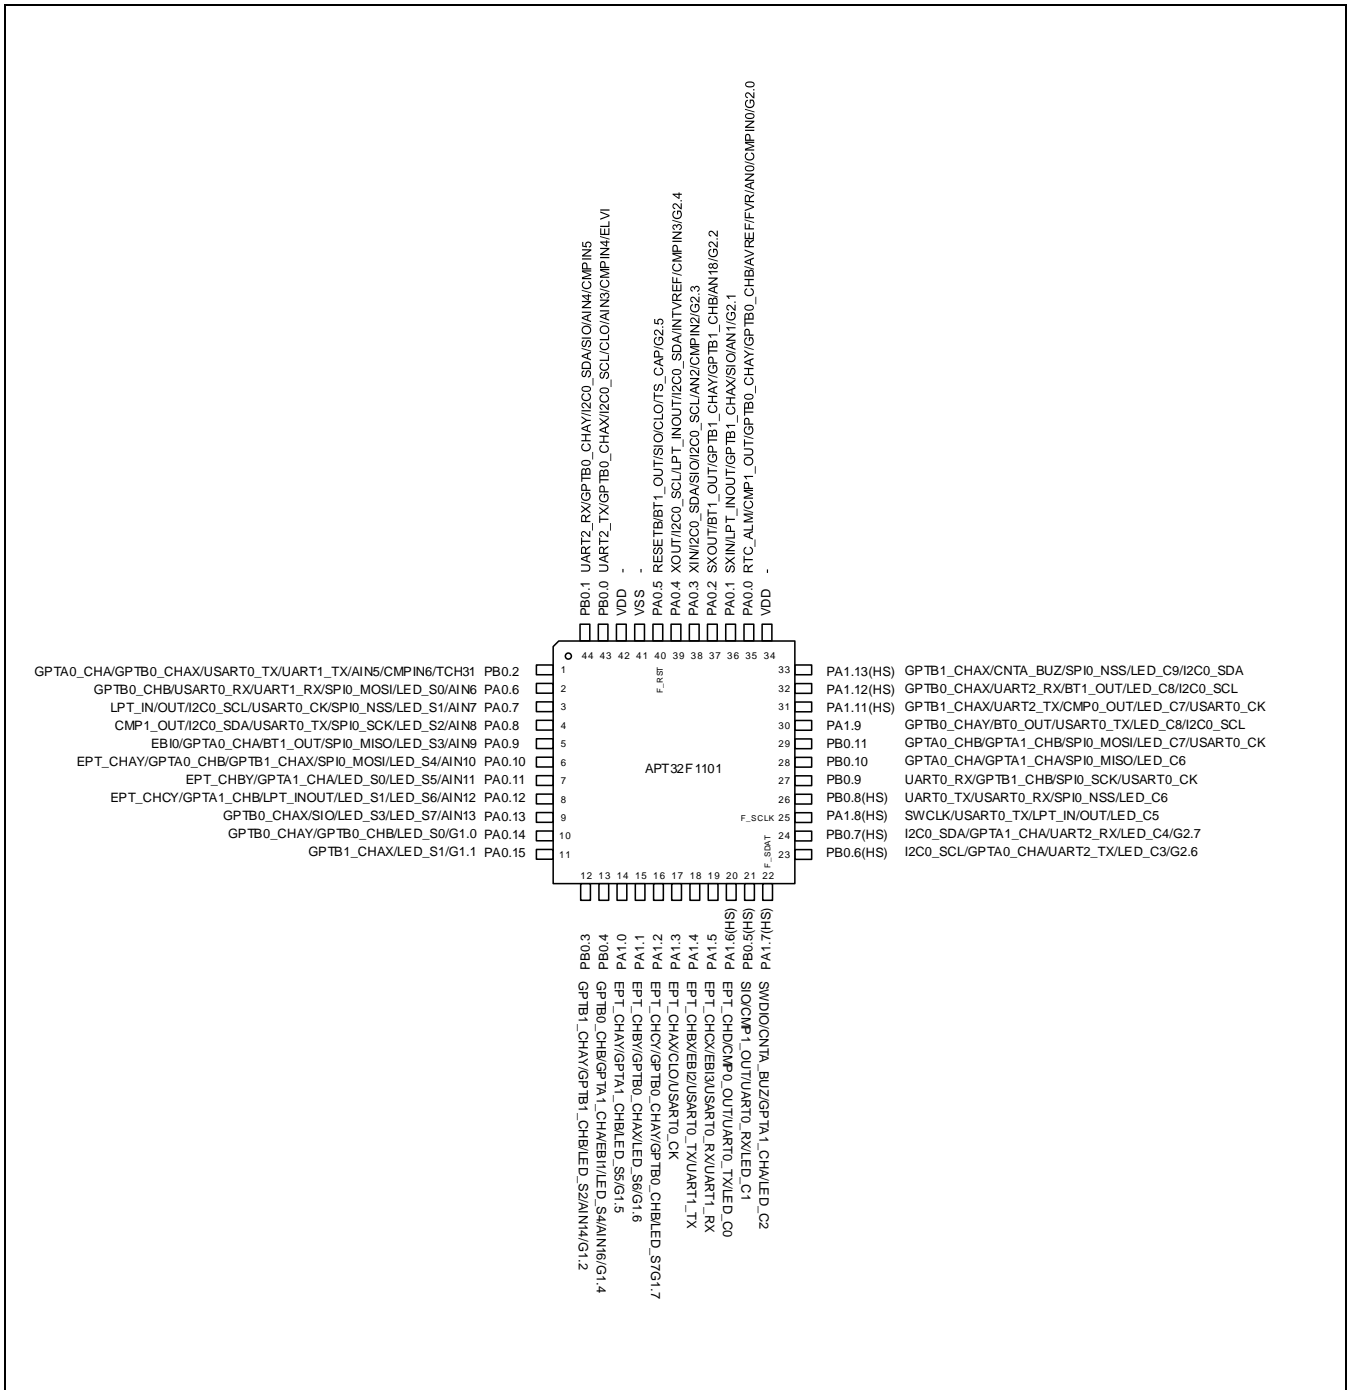 PB0.1 UART2_RX/GPTB0_CHAY/I2C0_SDA/SIO/AIN4/CMPIN5
PB0.0 UART2_TX/GPTB0_CHAX/I2C0_SCL/CLO/AIN3/CMPIN4/ELVI
VDD -
VSS -
PA0.5 RESETB/BT1_OUT/SIO/CLO/TS_CAP/G2.5
PA0.4 XOUT/I2C0_SCL/LPT_INOUT/I2C0_SDA/INTVREF/CMPIN3/G2.4
PA0.3 XIN/I2C0_SDA/SIO/I2C0_SCL/AN2/CMPIN2/G2.3
PA0.2 SXOUT/BT1_OUT/GPTB1_CHAY/GPTB1_CHB/AN18/G2.2
PA0.1 SXIN/LPT_INOUT/GPTB1_CHAX/SIO/AN1/G2.1
PA0.0 RTC_ALM/CMP1_OUT/GPTB0_CHAY/GPTB0_CHB/AVREF/FVR/AN0/CMPIN0/G2.0
VDD -
44 43 42 41 40 39 38 37 36 35 34
F_RST
GPTA0_CHA/GPTB0_CHAX/USART0_TX/UART1_TX/AIN5/CMPIN6/TCH31 PB0.2 1
GPTB0_CHB/USART0_RX/UART1_RX/SPI0_MOSI/LED_S0/AIN6 PA0.6 2
LPT_IN/OUT/I2C0_SCL/USART0_CK/SPI0_NSS/LED_S1/AIN7 PA0.7 3
CMP1_OUT/I2C0_SDA/USART0_TX/SPI0_SCK/LED_S2/AIN8 PA0.8 4
EBI0/GPTA0_CHA/BT1_OUT/SPI0_MISO/LED_S3/AIN9 PA0.9 5
EPT_CHAY/GPTA0_CHB/GPTB1_CHAX/SPI0_MOSI/LED_S4/AIN10 PA0.10 6
EPT_CHBY/GPTA1_CHA/LED_S0/LED_S5/AIN11 PA0.11 7
EPT_CHCY/GPTA1_CHB/LPT_INOUT/LED_S1/LED_S6/AIN12 PA0.12 8
GPTB0_CHAX/SIO/LED_S3/LED_S7/AIN13 PA0.13 9
GPTB0_CHAY/GPTB0_CHB/LED_S0/G1.0 PA0.14 10
GPTB1_CHAX/LED_S1/G1.1 PA0.15 11
APT32F1101
33 PA1.13(HS) GPTB1_CHAX/CNTA_BUZ/SPI0_NSS/LED_C9/I2C0_SDA
32 PA1.12(HS) GPTB0_CHAX/UART2_RX/BT1_OUT/LED_C8/I2C0_SCL
31 PA1.11(HS) GPTB1_CHAX/UART2_TX/CMP0_OUT/LED_C7/USART0_CK
30 PA1.9 GPTB0_CHAY/BT0_OUT/USART0_TX/LED_C8/I2C0_SCL
29 PB0.11 GPTA0_CHB/GPTA1_CHB/SPI0_MOSI/LED_C7/USART0_CK
28 PB0.10 GPTA0_CHA/GPTA1_CHA/SPI0_MISO/LED_C6
27 PB0.9 UART0_RX/GPTB1_CHB/SPI0_SCK/USART0_CK
26 PB0.8(HS) UART0_TX/USART0_RX/SPI0_NSS/LED_C6
F_SCLK 25 PA1.8(HS) SWCLK/USART0_TX/LPT_IN/OUT/LED_C5
24 PB0.7(HS) I2C0_SDA/GPTA1_CHA/UART2_RX/LED_C4/G2.7
23 PB0.6(HS) I2C0_SCL/GPTA0_CHA/UART2_TX/LED_C3/G2.6
F_SDAT
12 13 14 15 16 17 18 19 20 21 22
PB0.3 GPTB1_CHAY/GPTB1_CHB/LED_S2/AIN14/G1.2
PB0.4 GPTB0_CHB/GPTA1_CHA/EBI1/LED_S4/AIN16/G1.4
PA1.0 EPT_CHAY/GPTA1_CHB/LED_S5/G1.5
PA1.1 EPT_CHBY/GPTB0_CHAX/LED_S6/G1.6
PA1.2 EPT_CHCY/GPTB0_CHAY/GPTB0_CHB/LED_S7G1.7
PA1.3 EPT_CHAX/CLO/USART0_CK
PA1.4 EPT_CHBX/EBI2/USART0_TX/UART1_TX
PA1.5 EPT_CHCX/EBI3/USART0_RX/UART1_RX
PA1.6(HS) EPT_CHD/CMP0_OUT/UART0_TX/LED_C0
PB0.5(HS) SIO/CMP1_OUT/UART0_RX/LED_C1
PA1.7(HS) SWDIO/CNTA_BUZ/GPTA1_CHA/LED_C2